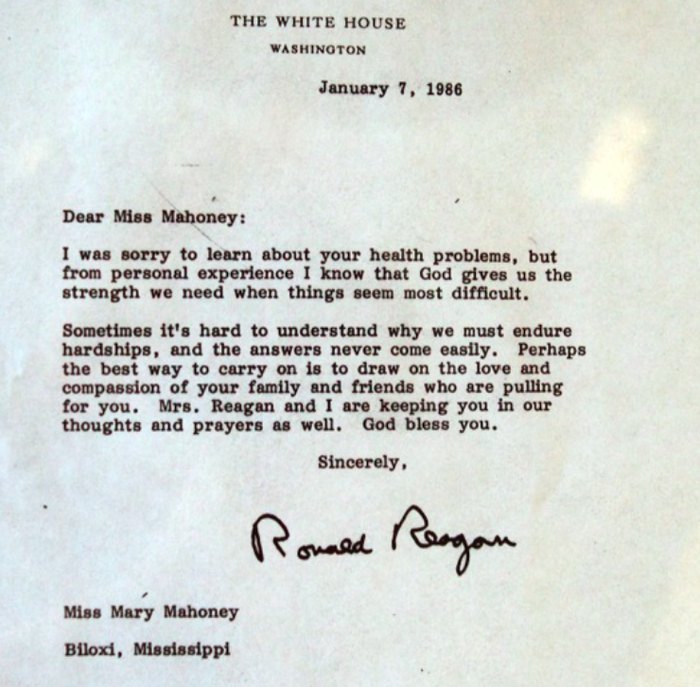 THE WHITE HOUSE
WASHINGTON
January 7, 1986
Dear Miss Mahoney:
I was sorry to learn about your health problems, but
from personal experience I know that God gives us the
strength we need when things seem most difficult.
Sometimes it's hard to understand why we must endure
hardships, and the answers never come easily. Perhaps
the best way to carry on is to draw on the love and
compassion of your family and friends who are pulling
for you. Mrs. Reagan and I are keeping you in our
thoughts and prayers as well. God bless you.
Sincerely,
Ronald Reagan
Miss Mary Mahoney
Biloxi, Mississippi